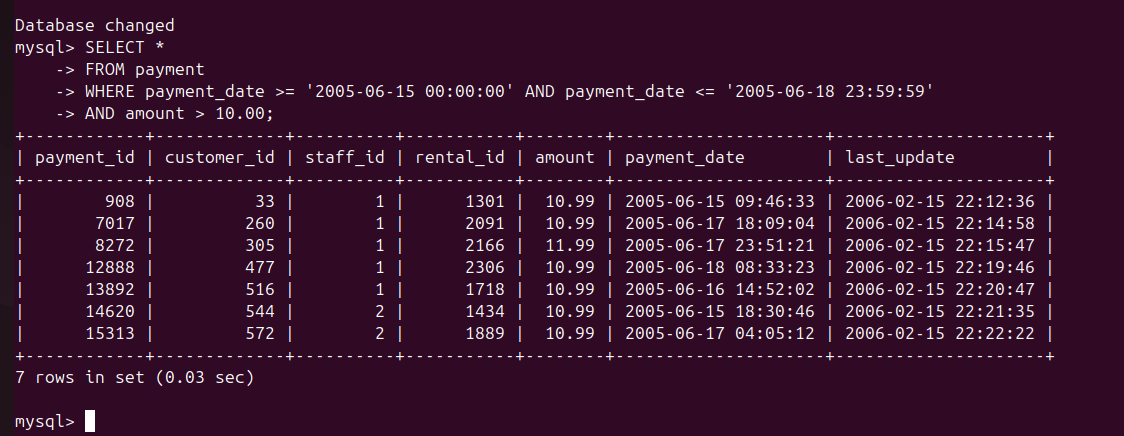 Database changed
mysql> SELECT *
    -> FROM payment
    -> WHERE payment_date >= '2005-06-15 00:00:00' AND payment_date <= '2005-06-18 23:59:59'
    -> AND amount > 10.00;
+------------+-------------+----------+-----------+--------+---------------------+---------------------+
| payment_id | customer_id | staff_id | rental_id | amount | payment_date        | last_update         |
+------------+-------------+----------+-----------+--------+---------------------+---------------------+
|        908 |          33 |        1 |      1301 |  10.99 | 2005-06-15 09:46:33 | 2006-02-15 22:12:36 |
|       7017 |         260 |        1 |      2091 |  10.99 | 2005-06-17 18:09:04 | 2006-02-15 22:14:58 |
|       8272 |         305 |        1 |      2166 |  11.99 | 2005-06-17 23:51:21 | 2006-02-15 22:15:47 |
|      12888 |         477 |        1 |      2306 |  10.99 | 2005-06-18 08:33:23 | 2006-02-15 22:19:46 |
|      13892 |         516 |        1 |      1718 |  10.99 | 2005-06-16 14:52:02 | 2006-02-15 22:20:47 |
|      14620 |         544 |        2 |      1434 |  10.99 | 2005-06-15 18:30:46 | 2006-02-15 22:21:35 |
|      15313 |         572 |        2 |      1889 |  10.99 | 2005-06-17 04:05:12 | 2006-02-15 22:22:22 |
+------------+-------------+----------+-----------+--------+---------------------+---------------------+
7 rows in set (0.03 sec)
mysql>